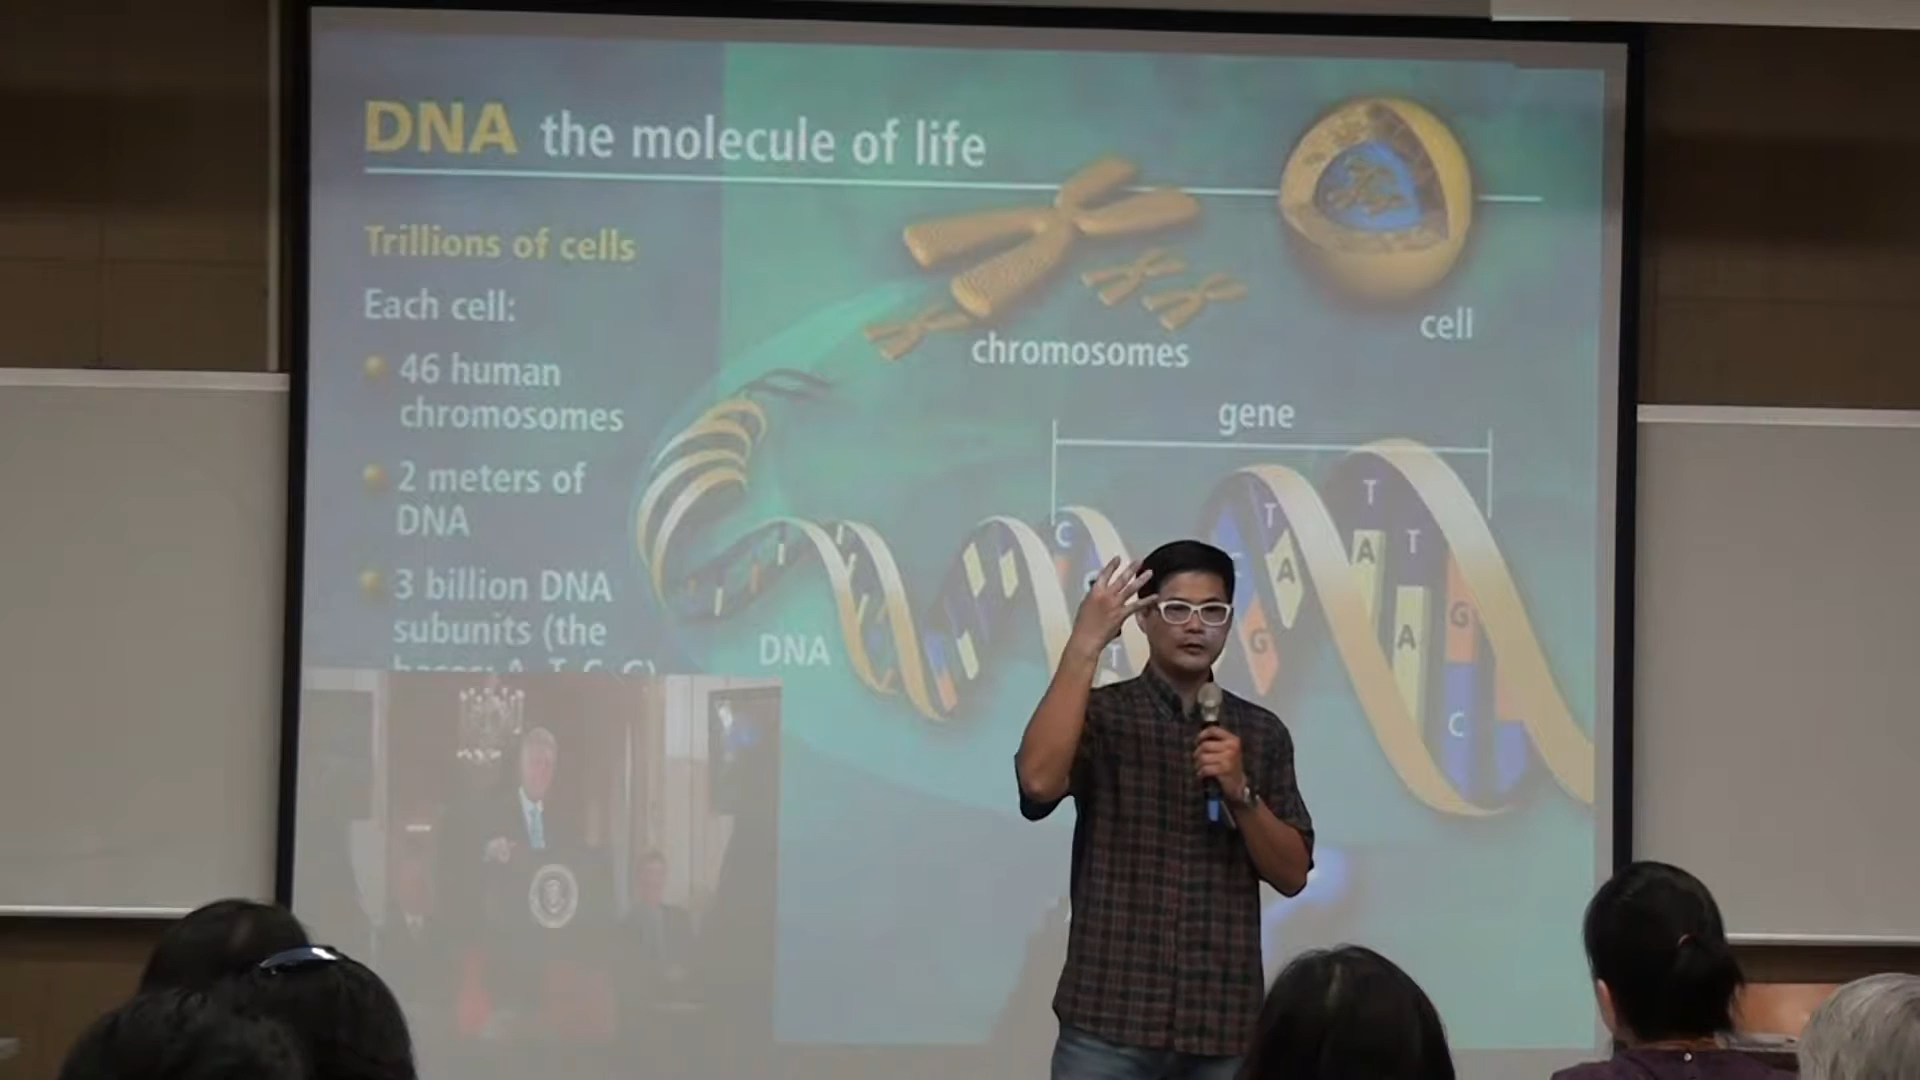 DNA the molecule of life
Trillions of cells
Each cell:
46 human
chromosomes
2 meters of
DNA
3 billion DNA
subunits (the
bases: A, T, C, G)
chromosomes
cell
gene
DNA
C
T
T
A
T
A
T
G
A
G
C